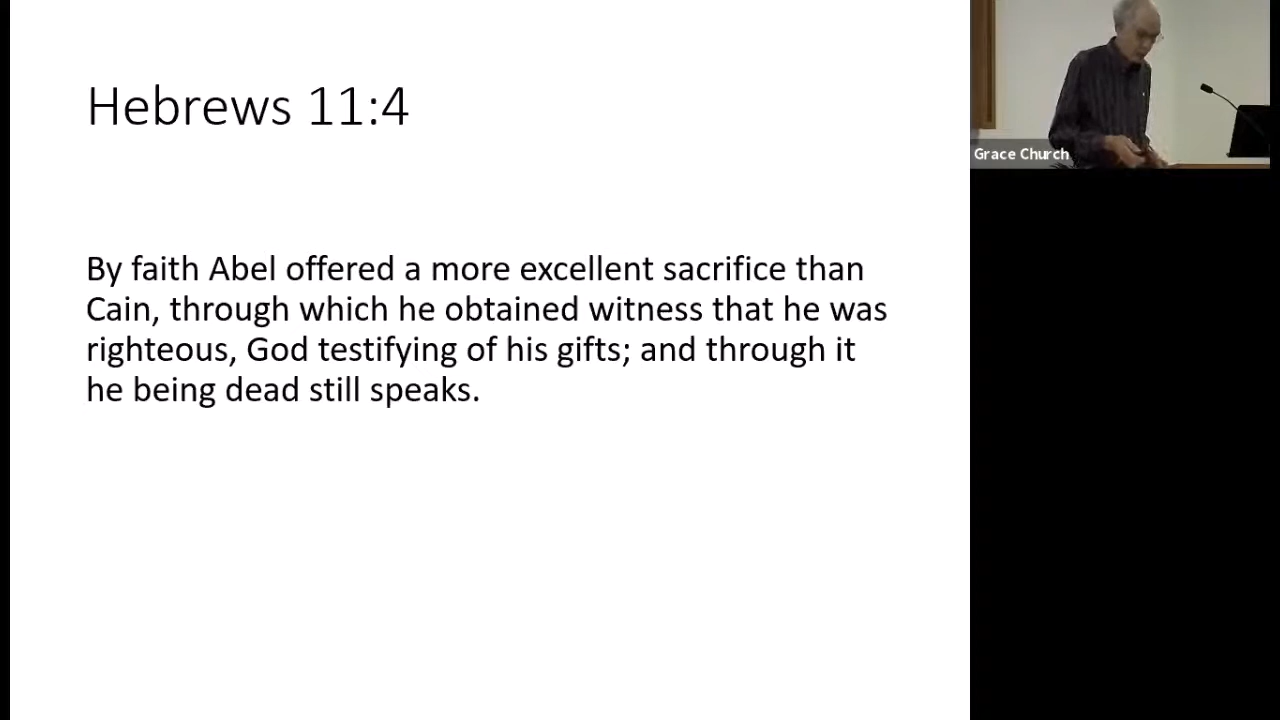 Hebrews 11:4
By faith Abel offered a more excellent sacrifice than
Cain, through which he obtained witness that he was
righteous, God testifying of his gifts; and through it
he being dead still speaks.
Grace Church